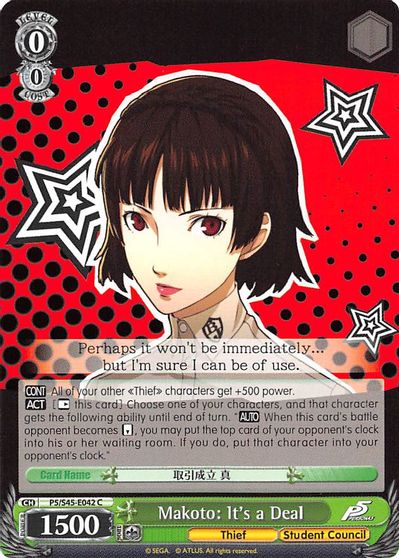 LEVEL
0
0
COST
Perhaps it won't be immediately...
but I'm sure I can be of use.
CONT All of your other «Thief» characters get +500 power.
ACT [ this card] Choose one of your characters, and that character
gets the following ability until end of turn. "AUTO When this card's battle
opponent becomes , you may put the top card of your opponent's clock
into his or her waiting room. If you do, put that character into your
opponent's clock."
Card Name 取引成立 真
CH P5/S45-E042 C
POWER 1500 SOUL Makoto: It's a Deal P5 PERSONA5
Thief Student Council
© SEGA. © ATLUS. All rights reserved.